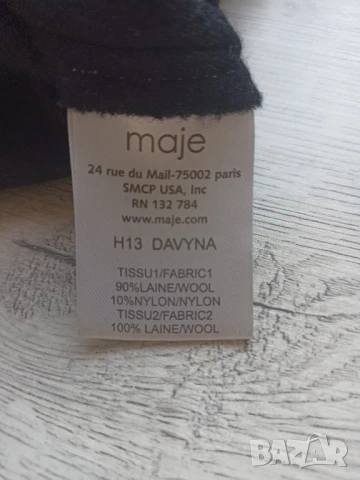 maje
24 rue du Mail-75002 paris
SMCP USA, Inc
RN 132 784
www.maje.com
H13 DAVYNA
TISSU1/FABRIC1
90%LAINE/WOOL
10%NYLON/NYLON
TISSU2/FABRIC2
100% LAINE/WOOL
BAZAR